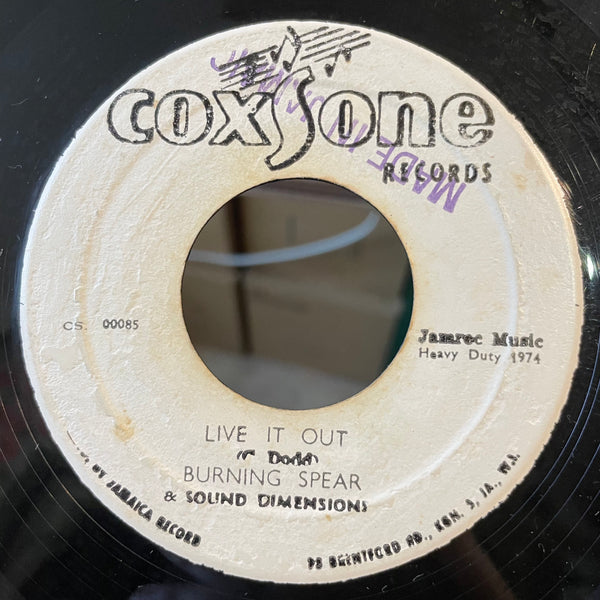 coxsone
RECORDS
MADE IN JAMAICA
CS. 00085
Jamrec Music
Heavy Duty 1974
LIVE IT OUT
(C Dodd)
BURNING SPEAR
& SOUND DIMENSIONS
BY JAMAICA RECORD
98 BRENTFORD RD., KGN. 5, JA., W.I.